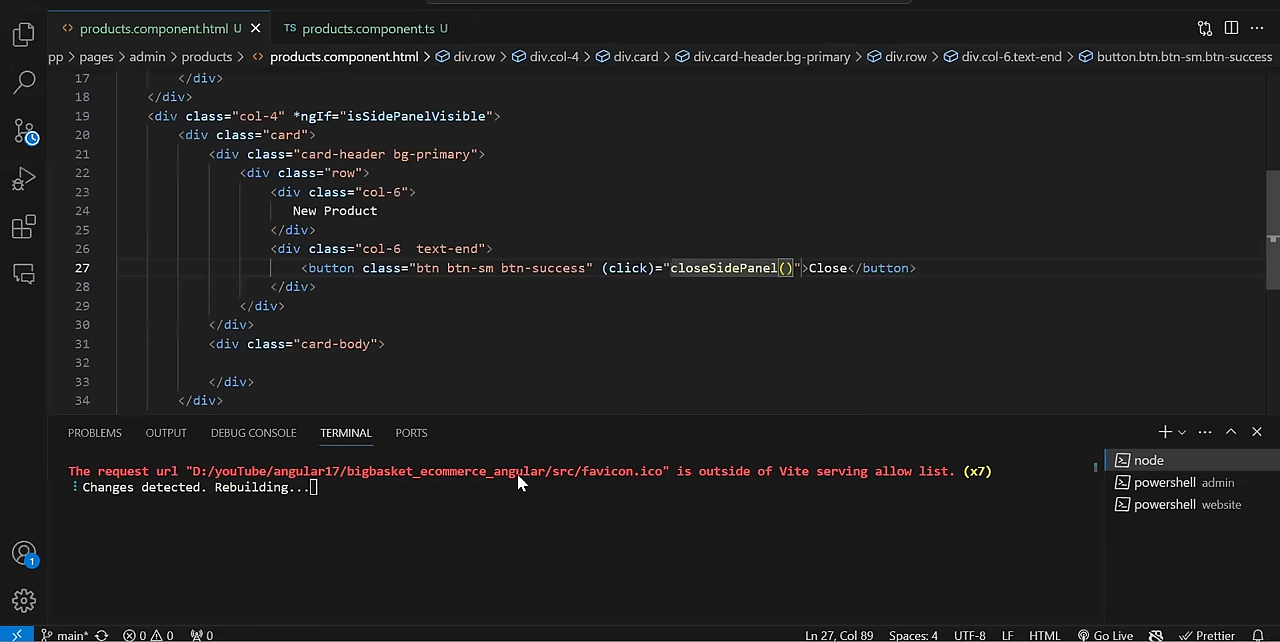 products.component.html U
TS products.component.ts U
pp > pages > admin > products > products.component.html > div.row > div.col-4 > div.card > div.card-header.bg-primary > div.row > div.col-6.text-end > button.btn.btn-sm.btn-success
17 </div>
18 </div>
19 <div class="col-4" *ngIf="isSidePanelVisible">
20 <div class="card">
21 <div class="card-header bg-primary">
22 <div class="row">
23 <div class="col-6">
24 New Product
25 </div>
26 <div class="col-6  text-end">
27 <button class="btn btn-sm btn-success" (click)="closeSidePanel()">Close</button>
28 </div>
29 </div>
30 </div>
31 <div class="card-body">
32
33 </div>
34 </div>
PROBLEMS OUTPUT DEBUG CONSOLE TERMINAL PORTS
The request url "D:/youTube/angular17/bigbasket_ecommerce_angular/src/favicon.ico" is outside of Vite serving allow list. (x7)
Changes detected. Rebuilding...
node
powershell admin
powershell website
1
main* 0 0 0 Ln 27, Col 89 Spaces: 4 UTF-8 LF HTML Go Live Prettier